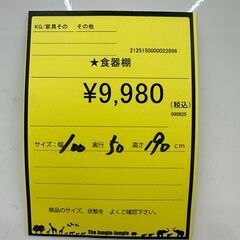 KG/家具その その他
2125150000022896
★食器棚
¥9,980
(税込)
090823
サイズ:幅 100 奥行 50 高さ 190 cm
商品のサイズ、状態を よくご確認下さい。
The Jungle-Jungle